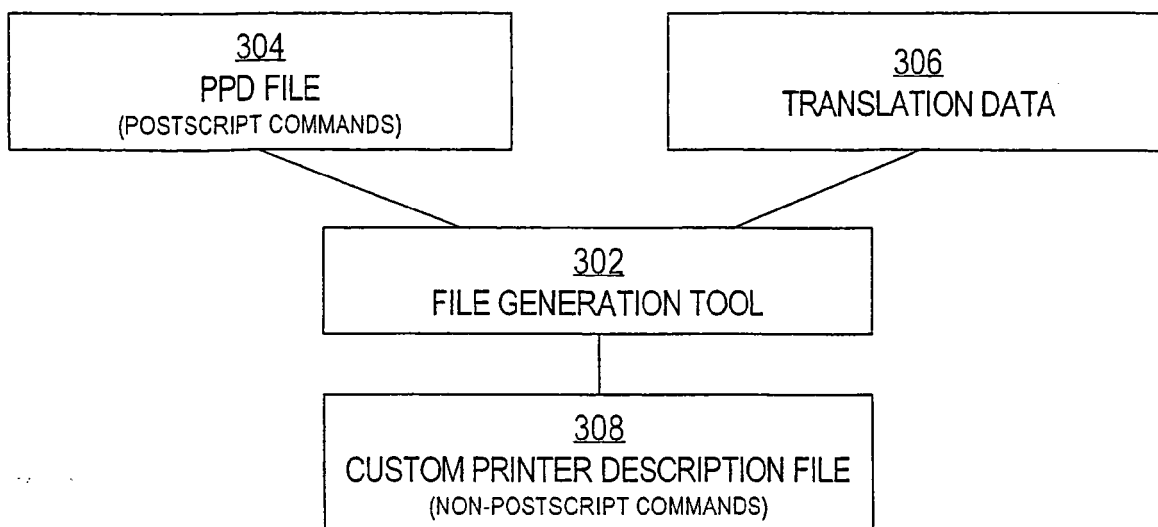 304
PPD FILE
(POSTSCRIPT COMMANDS)
306
TRANSLATION DATA
302
FILE GENERATION TOOL
308
CUSTOM PRINTER DESCRIPTION FILE
(NON-POSTSCRIPT COMMANDS)